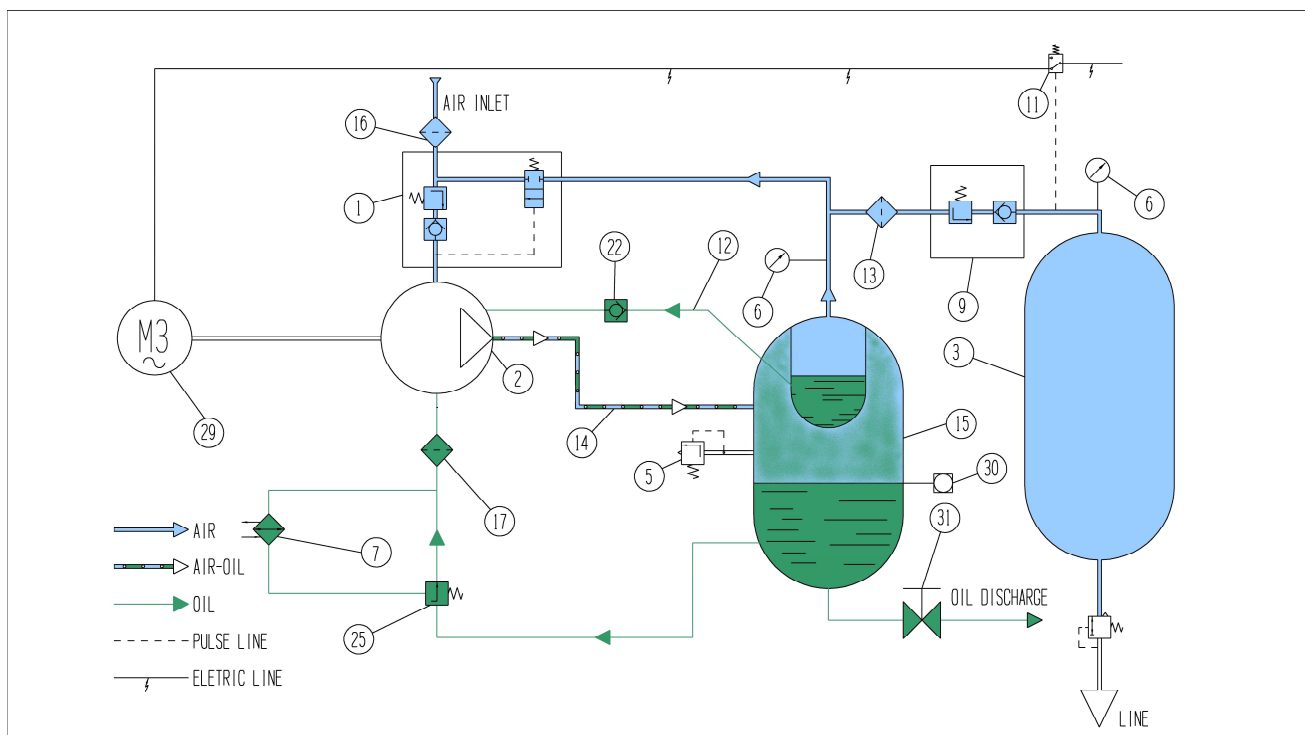 11
AIR INLET
16
1
6
22
12
13
6
9
M3
~
2
3
29
14
15
5
30
17
31
AIR
7
AIR-OIL
OIL
OIL DISCHARGE
25
PULSE LINE
ELETRIC LINE
LINE